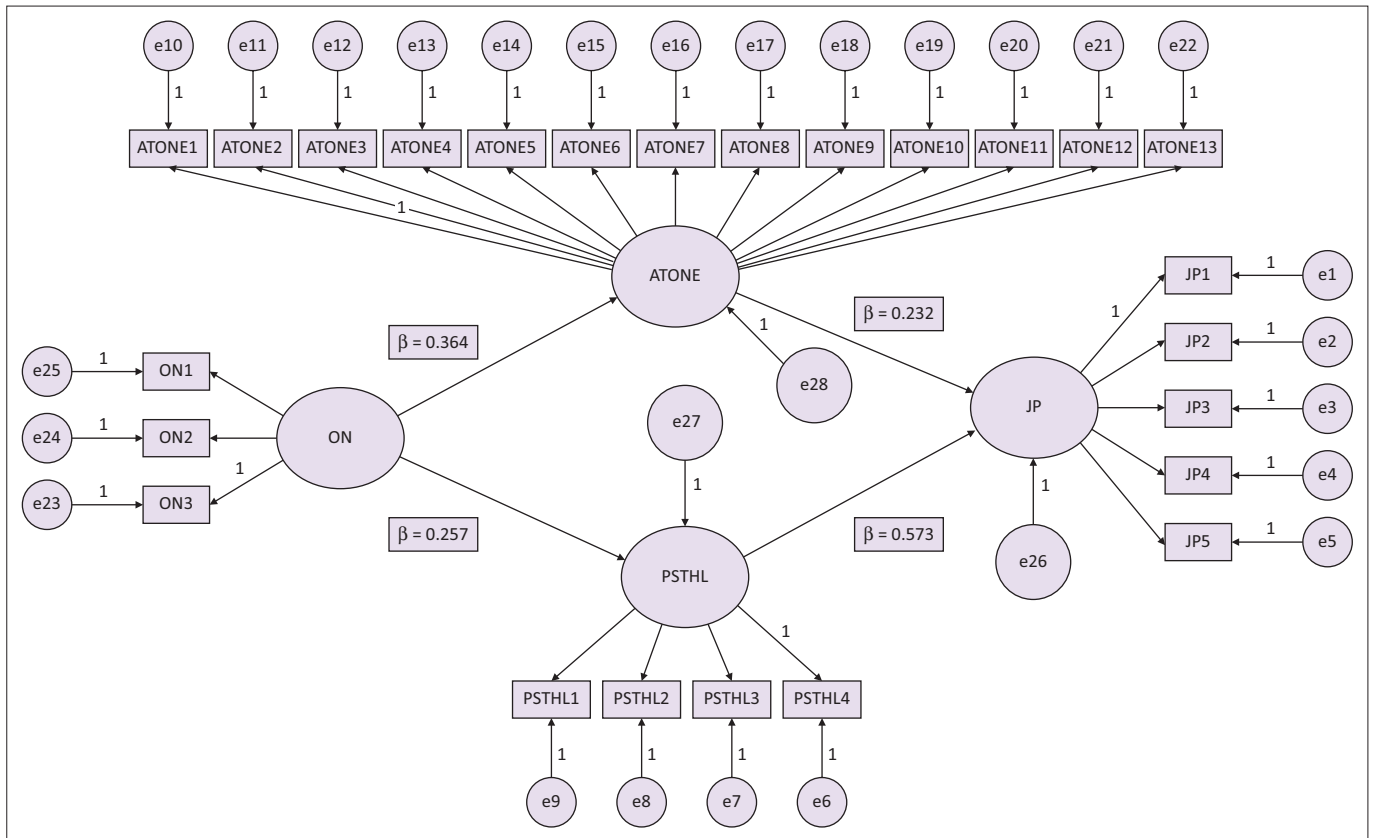 e10 e11 e12 e13 e14 e15 e16 e17 e18 e19 e20 e21 e22
1 1 1 1 1 1 1 1 1 1 1 1 1
ATONE1 ATONE2 ATONE3 ATONE4 ATONE5 ATONE6 ATONE7 ATONE8 ATONE9 ATONE10 ATONE11 ATONE12 ATONE13
1
ATONE
JP1 1 e1
β = 0.364
β = 0.232
1
1
JP2 1 e2
e25 1 ON1
e28
e27
JP
JP3 1 e3
e24 1 ON2
ON
1
JP4 1 e4
e23 1 ON3
1
1
β = 0.257
β = 0.573
JP5 1 e5
e26
PSTHL
1
PSTHL1 PSTHL2 PSTHL3 PSTHL4
1 1 1 1
e9 e8 e7 e6